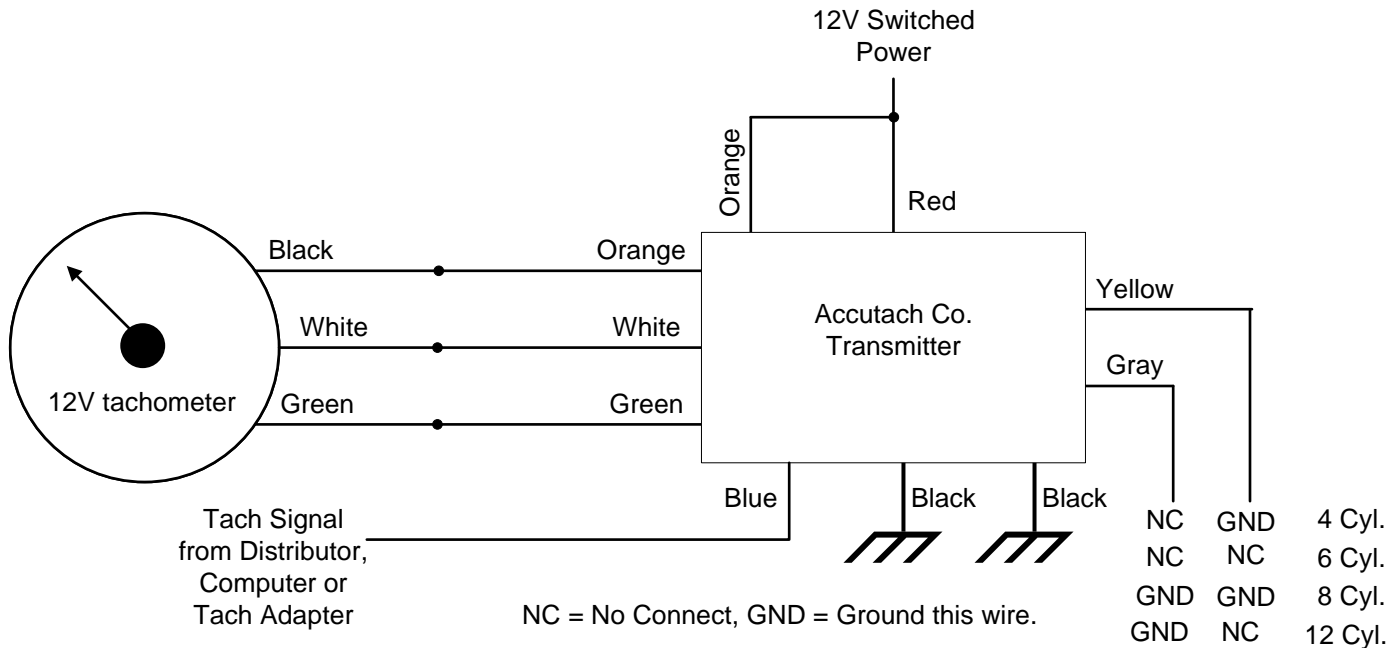 12V Switched
Power
Orange
Red
Black
Orange
White
White
Green
Green
12V tachometer
Accutach Co.
Transmitter
Yellow
Gray
Blue
Black
Black
Tach Signal
from Distributor,
Computer or
Tach Adapter
NC GND 4 Cyl.
NC NC 6 Cyl.
GND GND 8 Cyl.
GND NC 12 Cyl.
NC = No Connect, GND = Ground this wire.